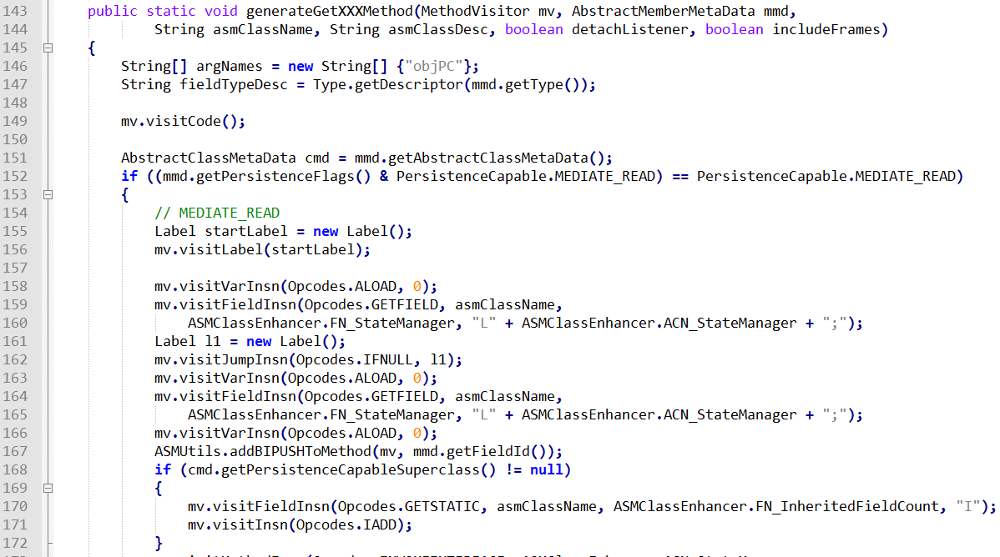 143 public static void generateGetXXXMethod(MethodVisitor mv, AbstractMemberMetaData mmd,
144 String asmClassName, String asmClassDesc, boolean detachListener, boolean includeFrames)
145 {
146 String[] argNames = new String[] {"objPC"};
147 String fieldTypeDesc = Type.getDescriptor(mmd.getType());
148
149 mv.visitCode();
150
151 AbstractClassMetaData cmd = mmd.getAbstractClassMetaData();
152 if ((mmd.getPersistenceFlags() & PersistenceCapable.MEDIATE_READ) == PersistenceCapable.MEDIATE_READ)
153 {
154 // MEDIATE_READ
155 Label startLabel = new Label();
156 mv.visitLabel(startLabel);
157
158 mv.visitVarInsn(Opcodes.ALOAD, 0);
159 mv.visitFieldInsn(Opcodes.GETFIELD, asmClassName,
160 ASMClassEnhancer.FN_StateManager, "L" + ASMClassEnhancer.ACN_StateManager + ";");
161 Label l1 = new Label();
162 mv.visitJumpInsn(Opcodes.IFNULL, l1);
163 mv.visitVarInsn(Opcodes.ALOAD, 0);
164 mv.visitFieldInsn(Opcodes.GETFIELD, asmClassName,
165 ASMClassEnhancer.FN_StateManager, "L" + ASMClassEnhancer.ACN_StateManager + ";");
166 mv.visitVarInsn(Opcodes.ALOAD, 0);
167 ASMUtils.addBIPUSHToMethod(mv, mmd.getFieldId());
168 if (cmd.getPersistenceCapableSuperclass() != null)
169 {
170 mv.visitFieldInsn(Opcodes.GETSTATIC, asmClassName, ASMClassEnhancer.FN_InheritedFieldCount, "I");
171 mv.visitInsn(Opcodes.IADD);
172 }